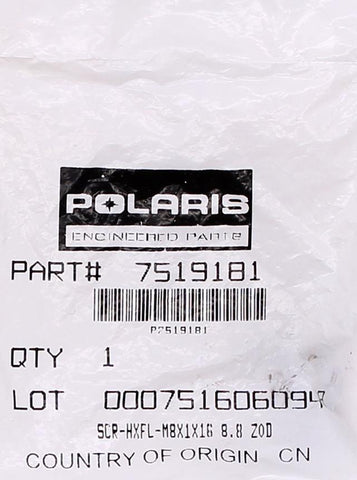 POLARIS
ENGINEERED PARTS
PART# 7519181
P7519181
QTY 1
LOT 000751606094
SCR-HXFL-M8X1X16 8.8 ZOD
COUNTRY OF ORIGIN CN